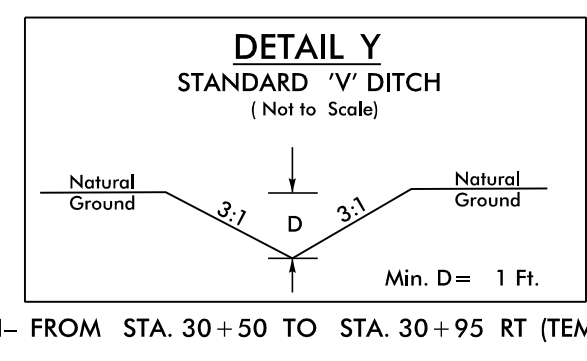 DETAIL Y
STANDARD 'V' DITCH
( Not to Scale)
Natural
Ground
3:1
D
3:1
Natural
Ground
Min. D= 1 Ft.
– FROM STA. 30+50 TO STA. 30+95 RT